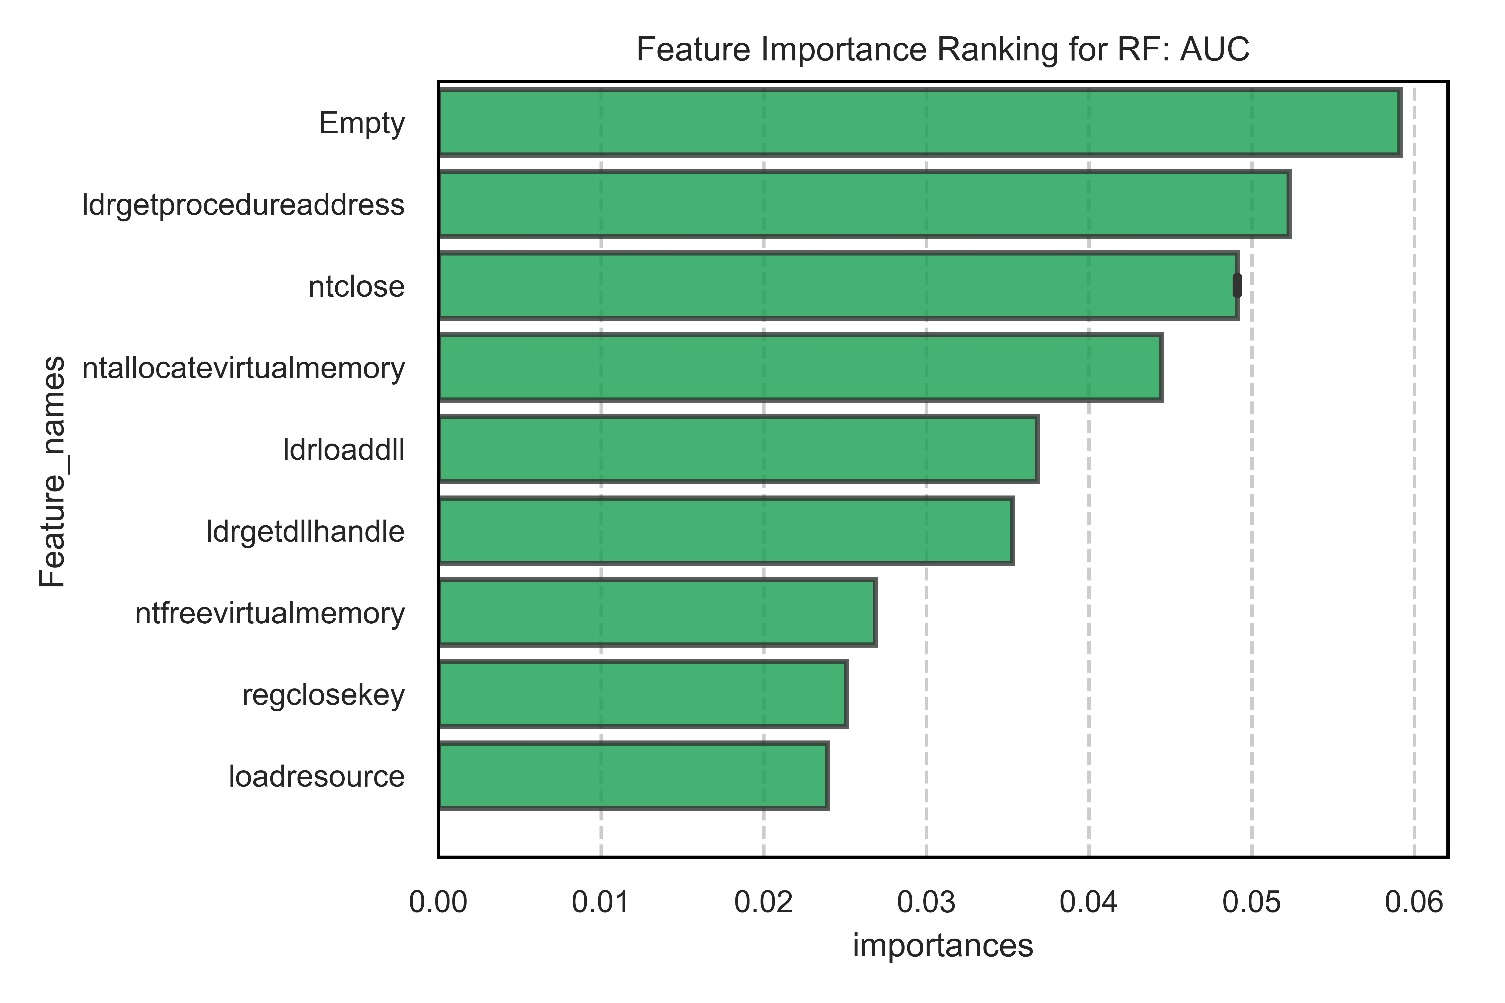 Feature Importance Ranking for RF: AUC
Feature_names
Empty
ldrgetprocedureaddress
ntclose
ntallocatevirtualmemory
ldrloaddll
ldrgetdllhandle
ntfreevirtualmemory
regclosekey
loadresource
0.00 0.01 0.02 0.03 0.04 0.05 0.06
importances